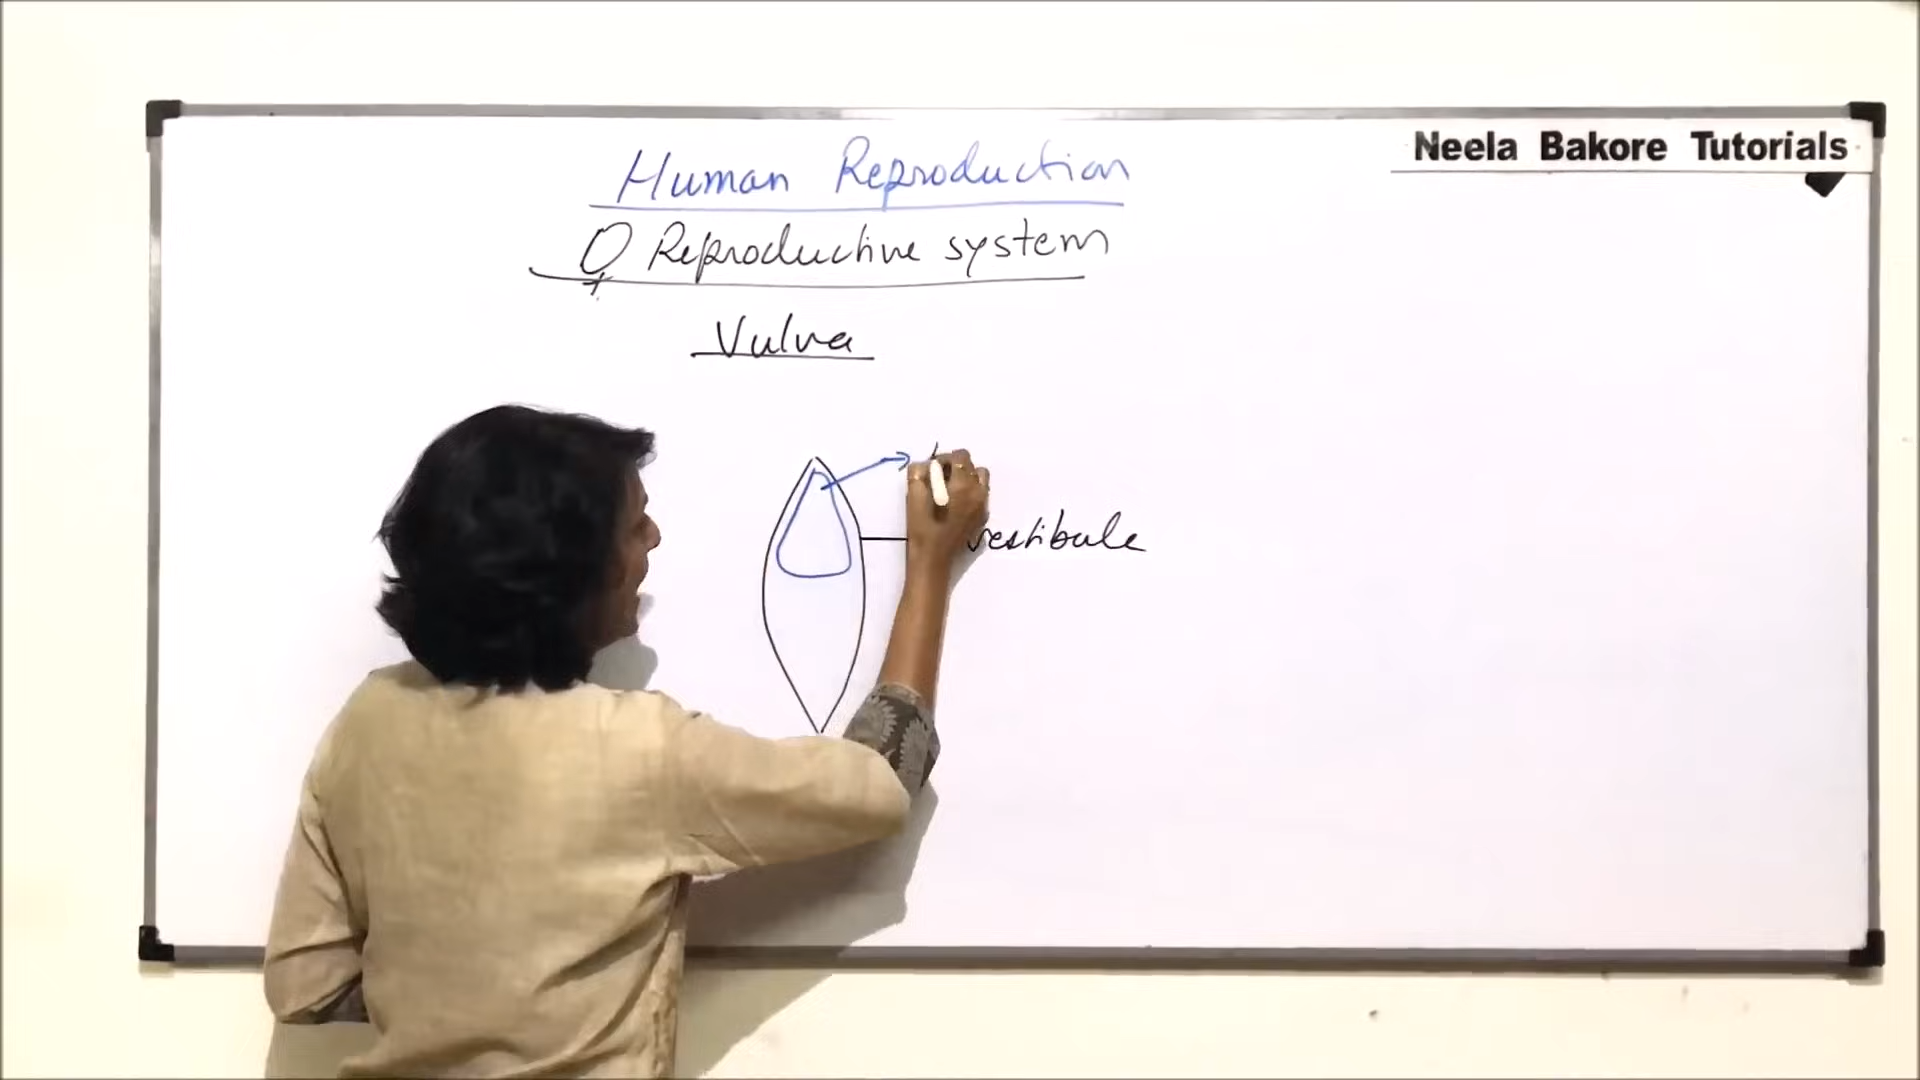 Neela Bakore Tutorials
Human Reproduction
♀ Reproductive system
Vulva
vestibule